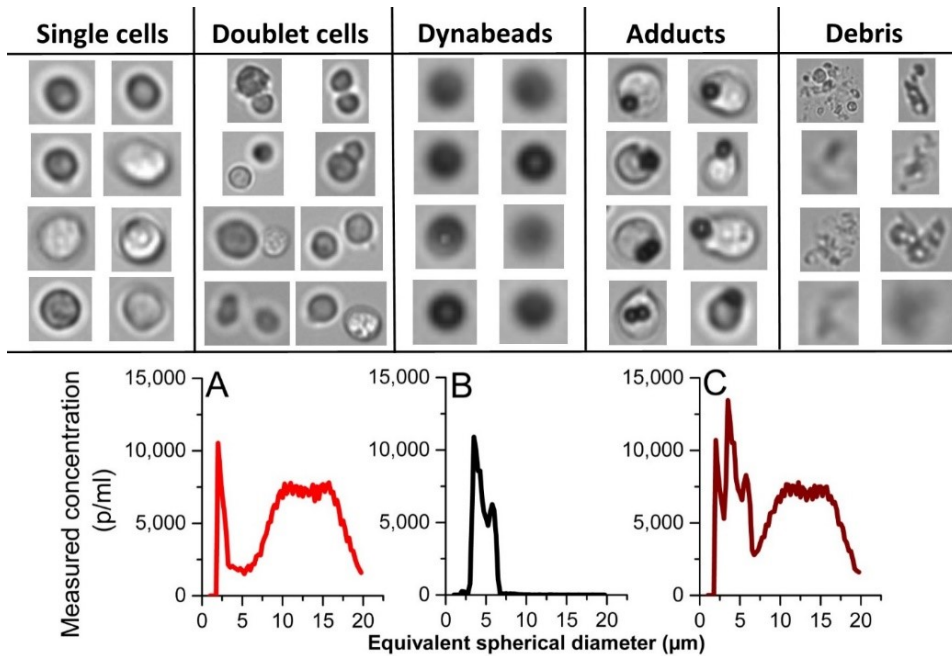 Single cells Doublet cells Dynabeads Adducts Debris
Measured concentration
(p/ml)
A
15,000
10,000
5,000
0
0 5 10 15 20
B
15,000
10,000
5,000
0
0 5 10 15 20
C
15,000
10,000
5,000
0
0 5 10 15 20
Equivalent spherical diameter (µm)